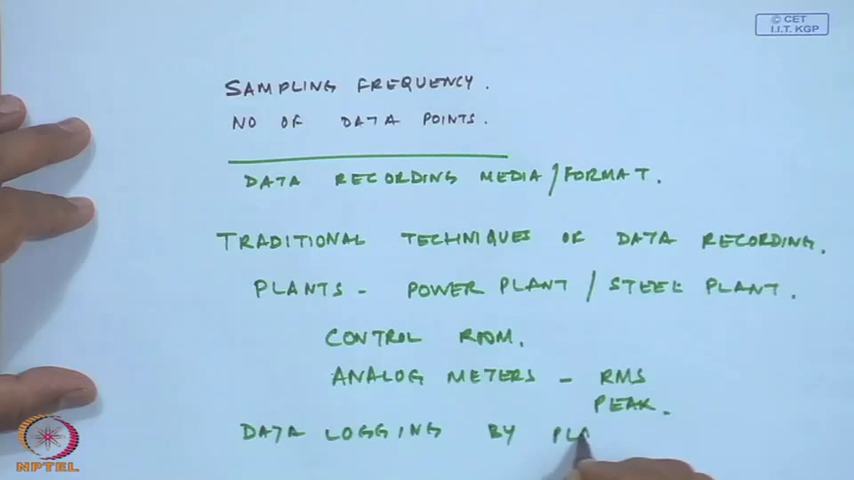 © CET
I.I.T. KGP
SAMPLING FREQUENCY.
NO OF DATA POINTS.
DATA RECORDING MEDIA/FORMAT.
TRADITIONAL TECHNIQUES OF DATA RECORDING.
PLANTS - POWER PLANT / STEEL PLANT.
CONTROL ROOM.
ANALOG METERS - RMS
PEAK.
DATA LOGGING BY PLA
NPTEL